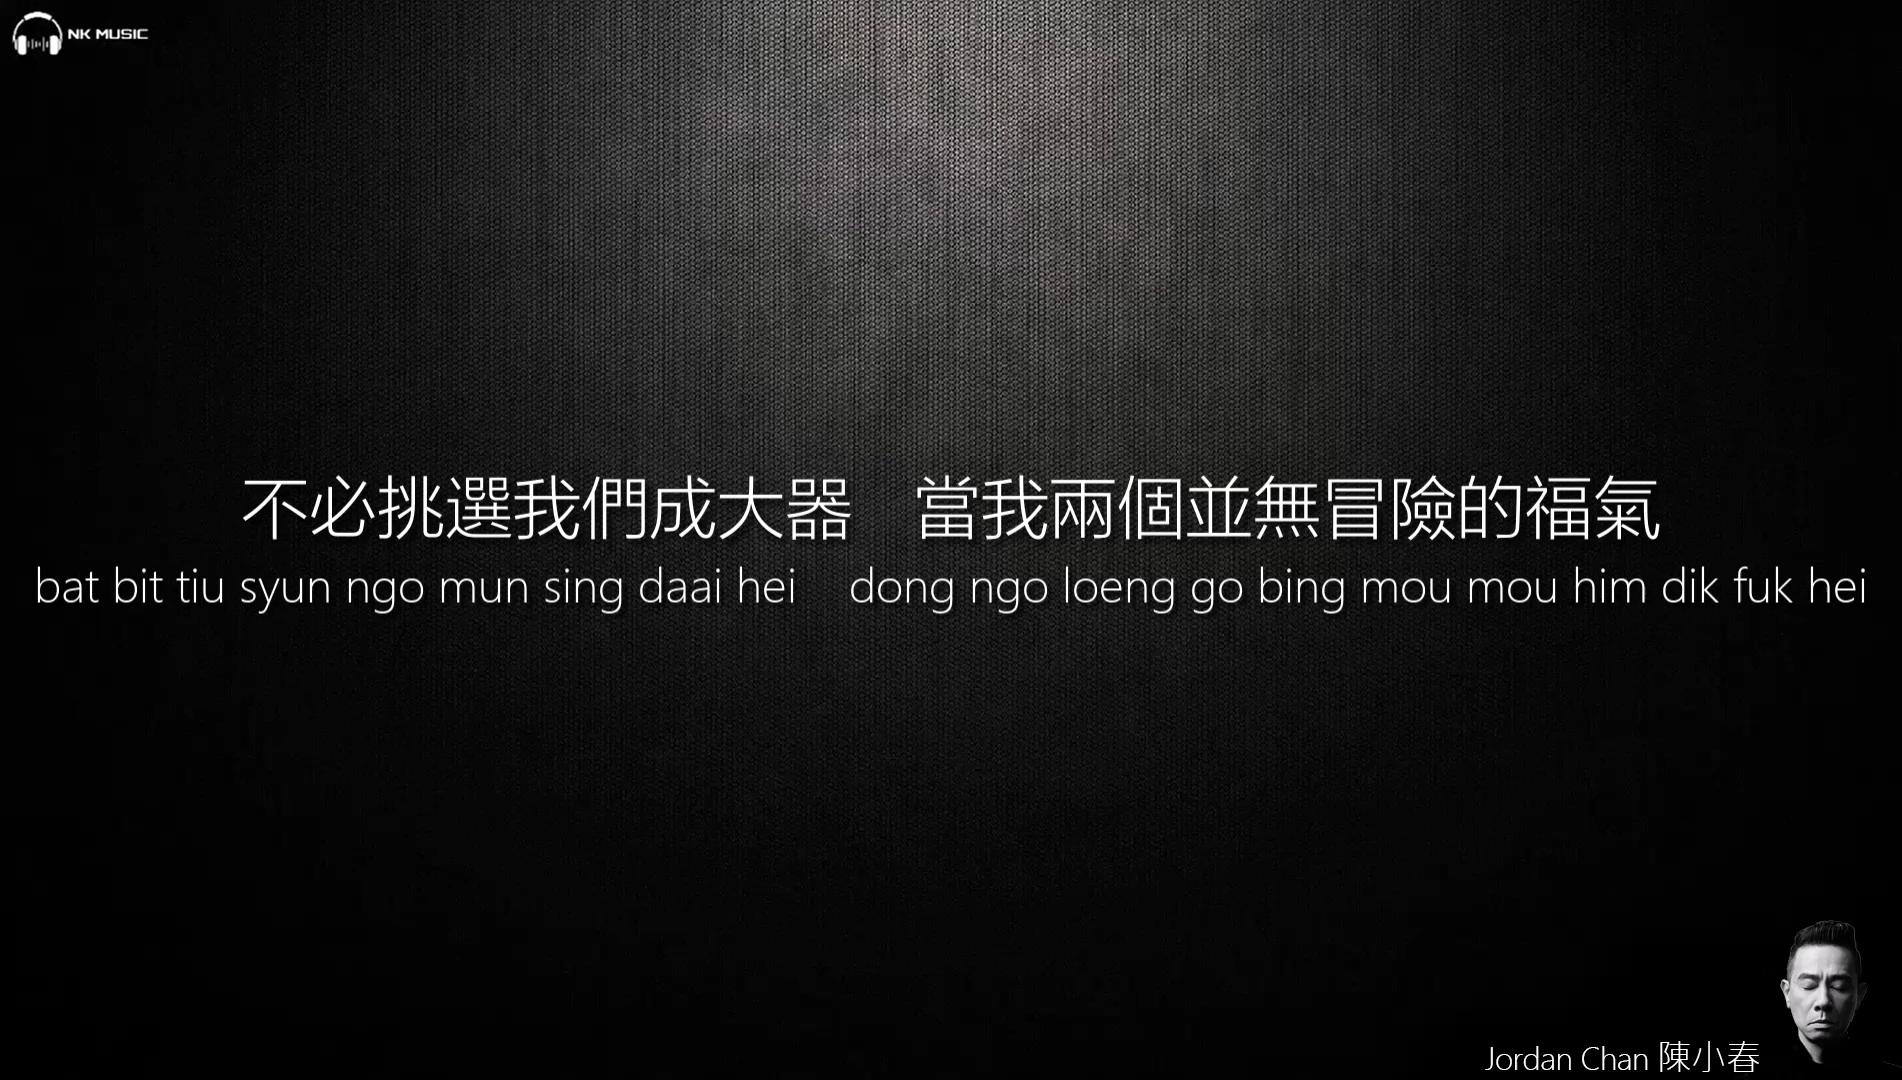 NK MUSIC
不必挑選我們成大器　當我兩個並無冒險的福氣
bat bit tiu syun ngo mun sing daai hei　dong ngo loeng go bing mou mou him dik fuk hei
Jordan Chan 陳小春